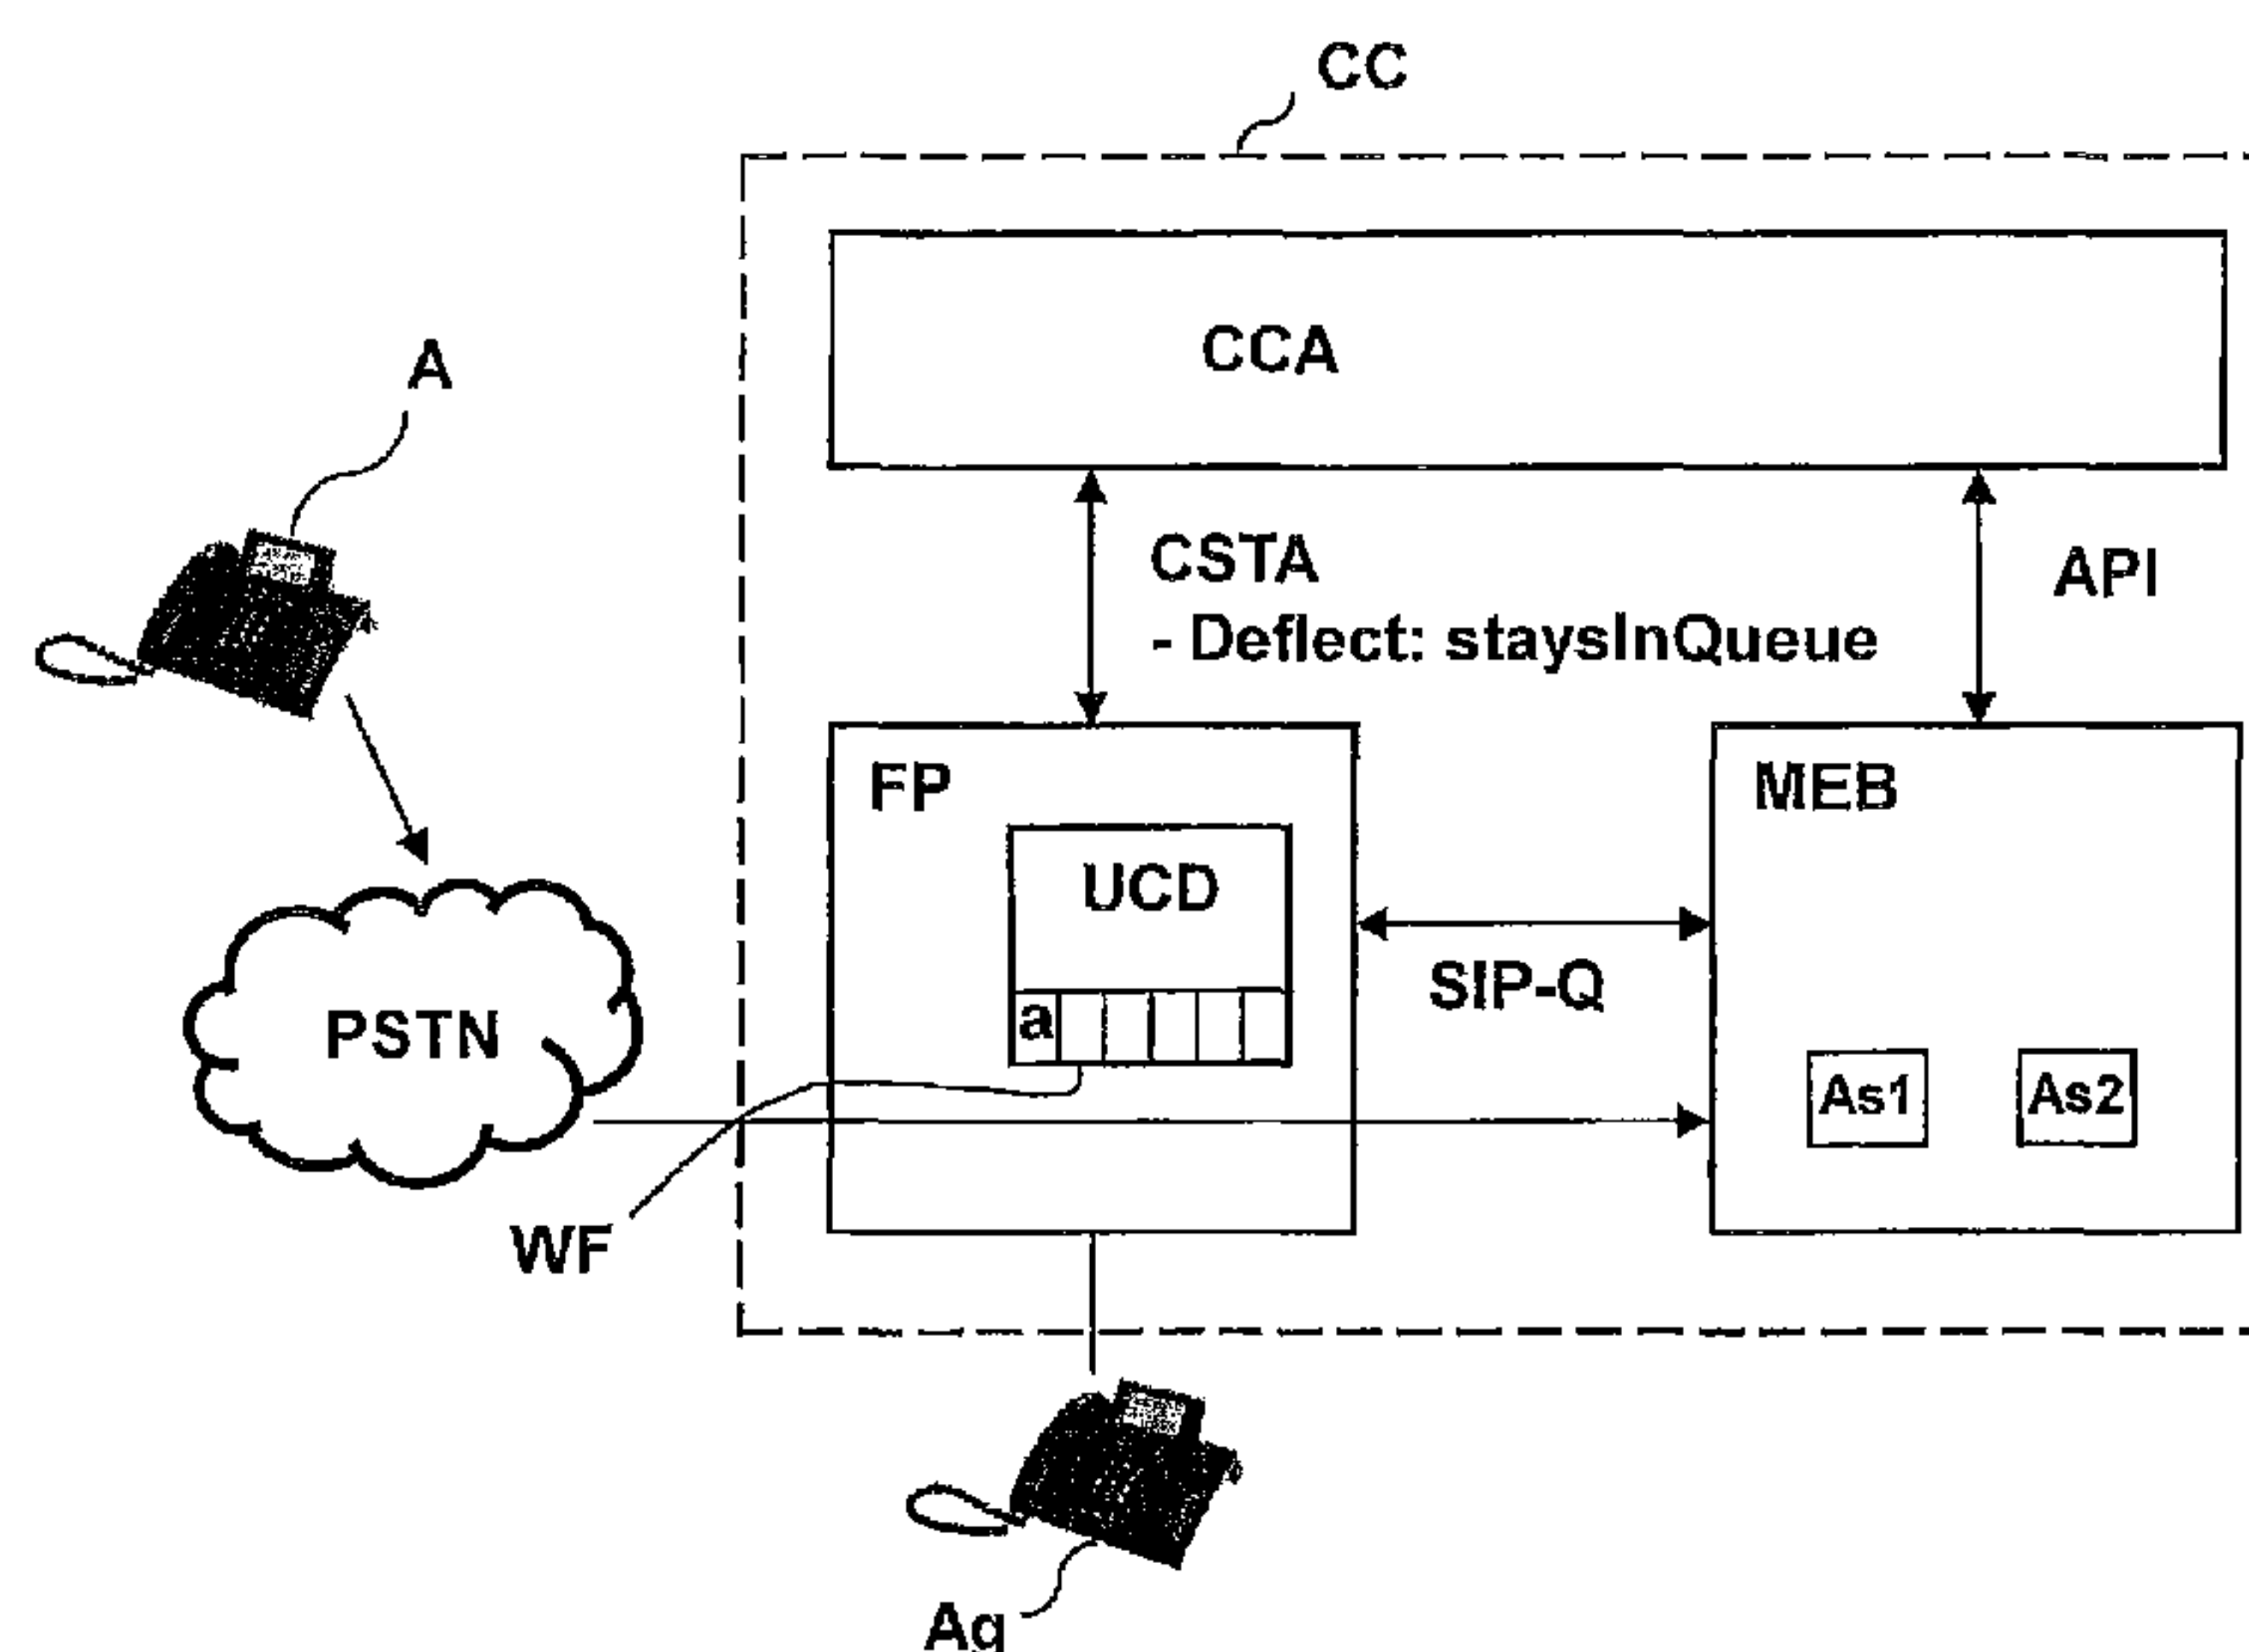 CC
A
CCA
CSTA
- Deflect: staysInQueue
API
FP
MEB
UCD
a
SIP-Q
PSTN
As1
As2
WF
Ag